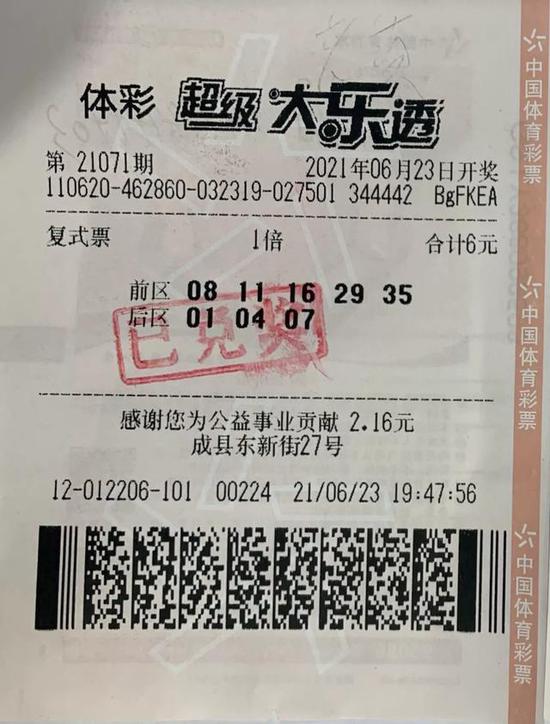 体彩 超级大乐透
第 21071期 2021年06月23日开奖
110620-462860-032319-027501 344442 BgFKEA
复式票 1倍 合计6元
前区 08 11 16 29 35
后区 01 04 07
已兑奖
感谢您为公益事业贡献 2.16元
成县东新街27号
12-012206-101 00224 21/06/23 19:47:56
中国体育彩票
中国体育彩票
中国体育彩票